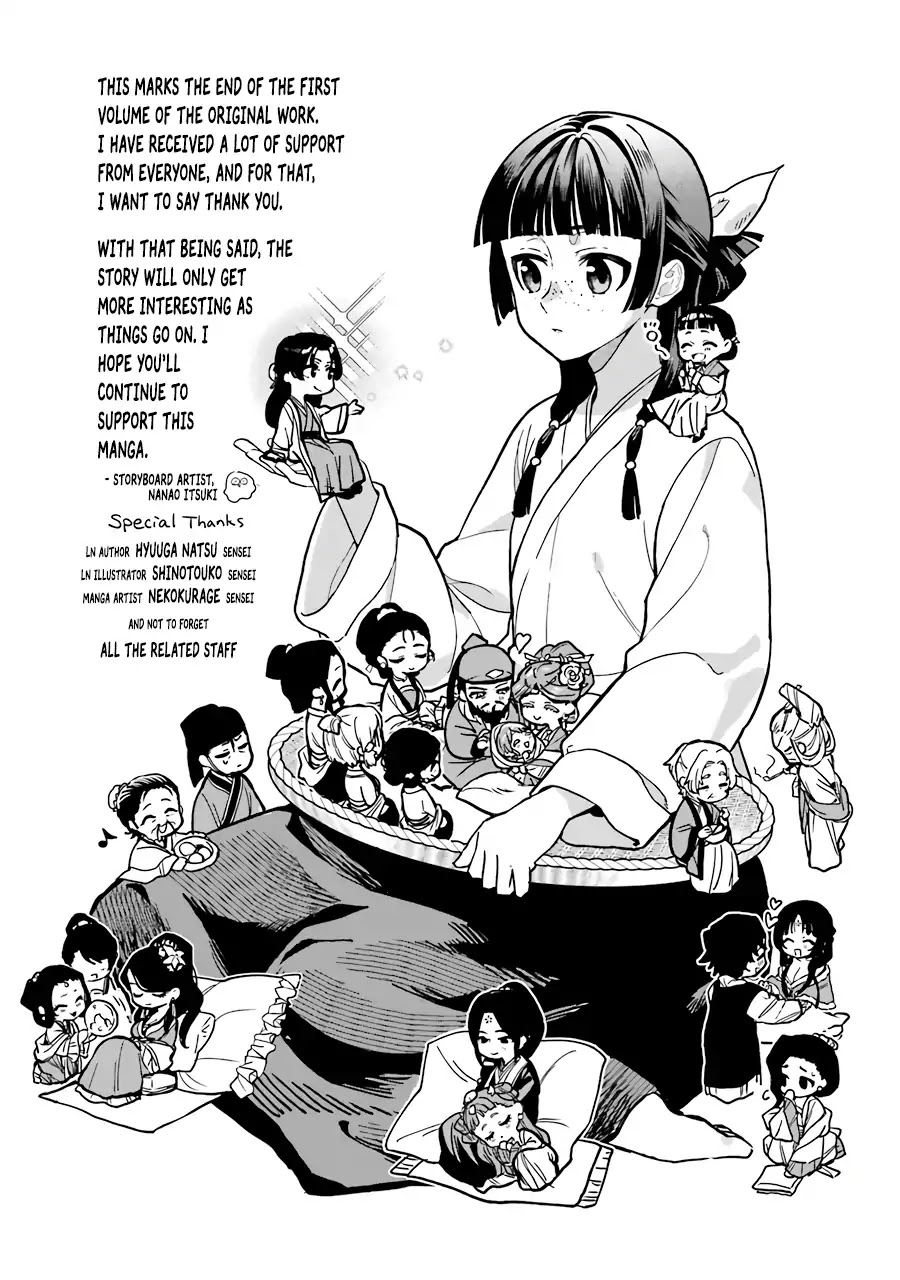 THIS MARKS THE END OF THE FIRST
VOLUME OF THE ORIGINAL WORK.
I HAVE RECEIVED A LOT OF SUPPORT
FROM EVERYONE, AND FOR THAT,
I WANT TO SAY THANK YOU.
WITH THAT BEING SAID, THE
STORY WILL ONLY GET
MORE INTERESTING AS
THINGS GO ON. I
HOPE YOU'LL
CONTINUE TO
SUPPORT THIS
MANGA.
- STORYBOARD ARTIST,
NANAO ITSUKI
Special Thanks
LN AUTHOR HYUUGA NATSU SENSEI
LN ILLUSTRATOR SHINOTOUKO SENSEI
MANGA ARTIST NEKOKURAGE SENSEI
AND NOT TO FORGET
ALL THE RELATED STAFF